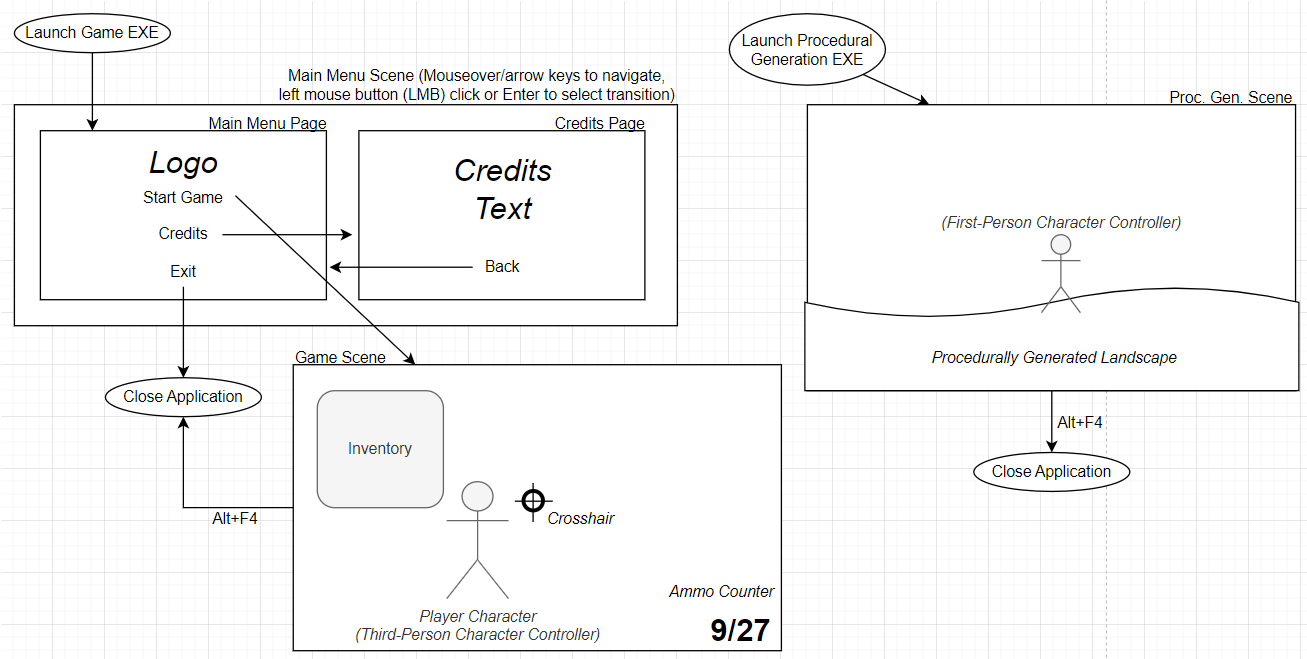 Launch Game EXE
Main Menu Scene (Mouseover/arrow keys to navigate,
left mouse button (LMB) click or Enter to select transition)
Main Menu Page
Logo
Start Game
Credits
Exit
Credits Page
Credits
Text
Back
Close Application
Alt+F4
Game Scene
Inventory
Crosshair
Player Character
(Third-Person Character Controller)
Ammo Counter
9/27
Launch Procedural
Generation EXE
Proc. Gen. Scene
(First-Person Character Controller)
Procedurally Generated Landscape
Alt+F4
Close Application